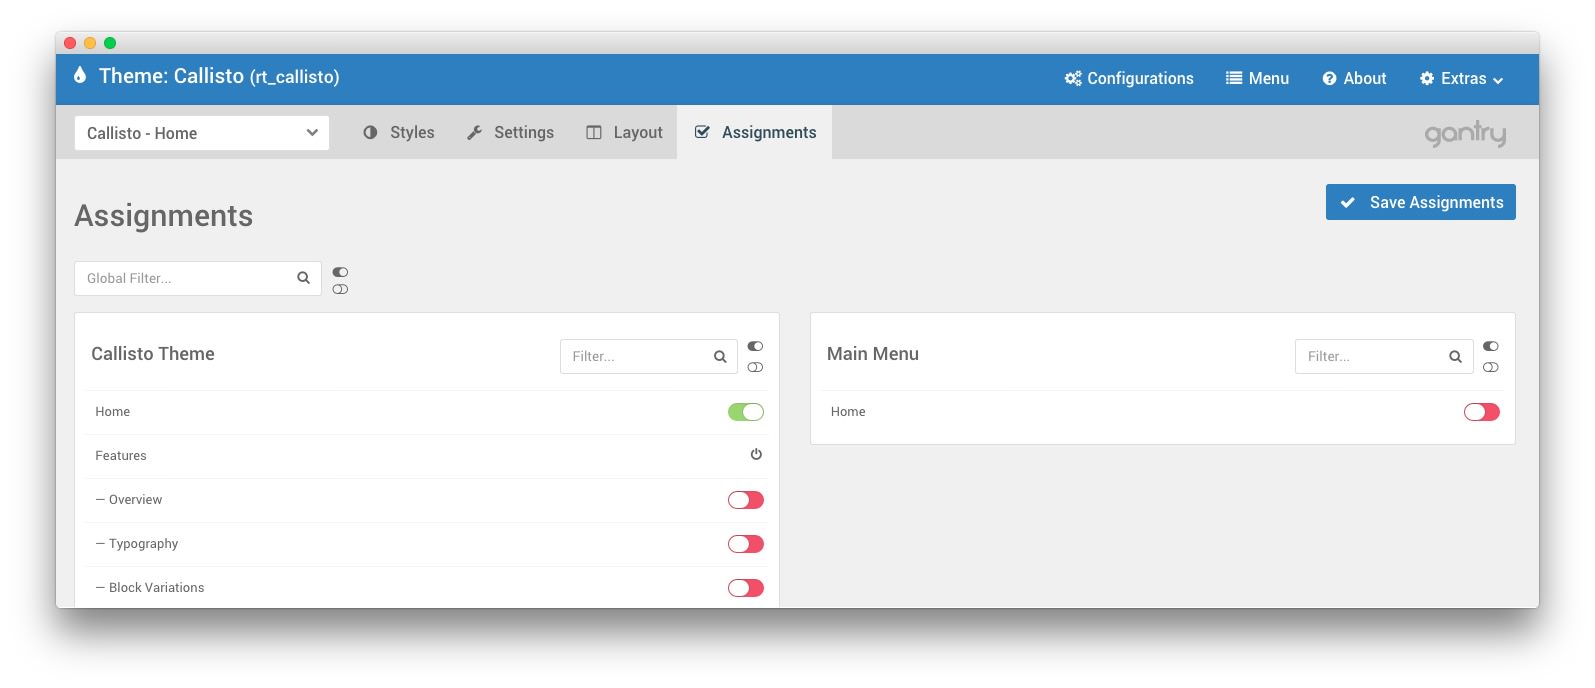 Theme: Callisto (rt_callisto)
Configurations
Menu
About
Extras
Callisto - Home
Styles
Settings
Layout
Assignments
gantry
Assignments
Save Assignments
Global Filter...
Callisto Theme
Filter...
Home
Features
— Overview
— Typography
— Block Variations
Main Menu
Filter...
Home